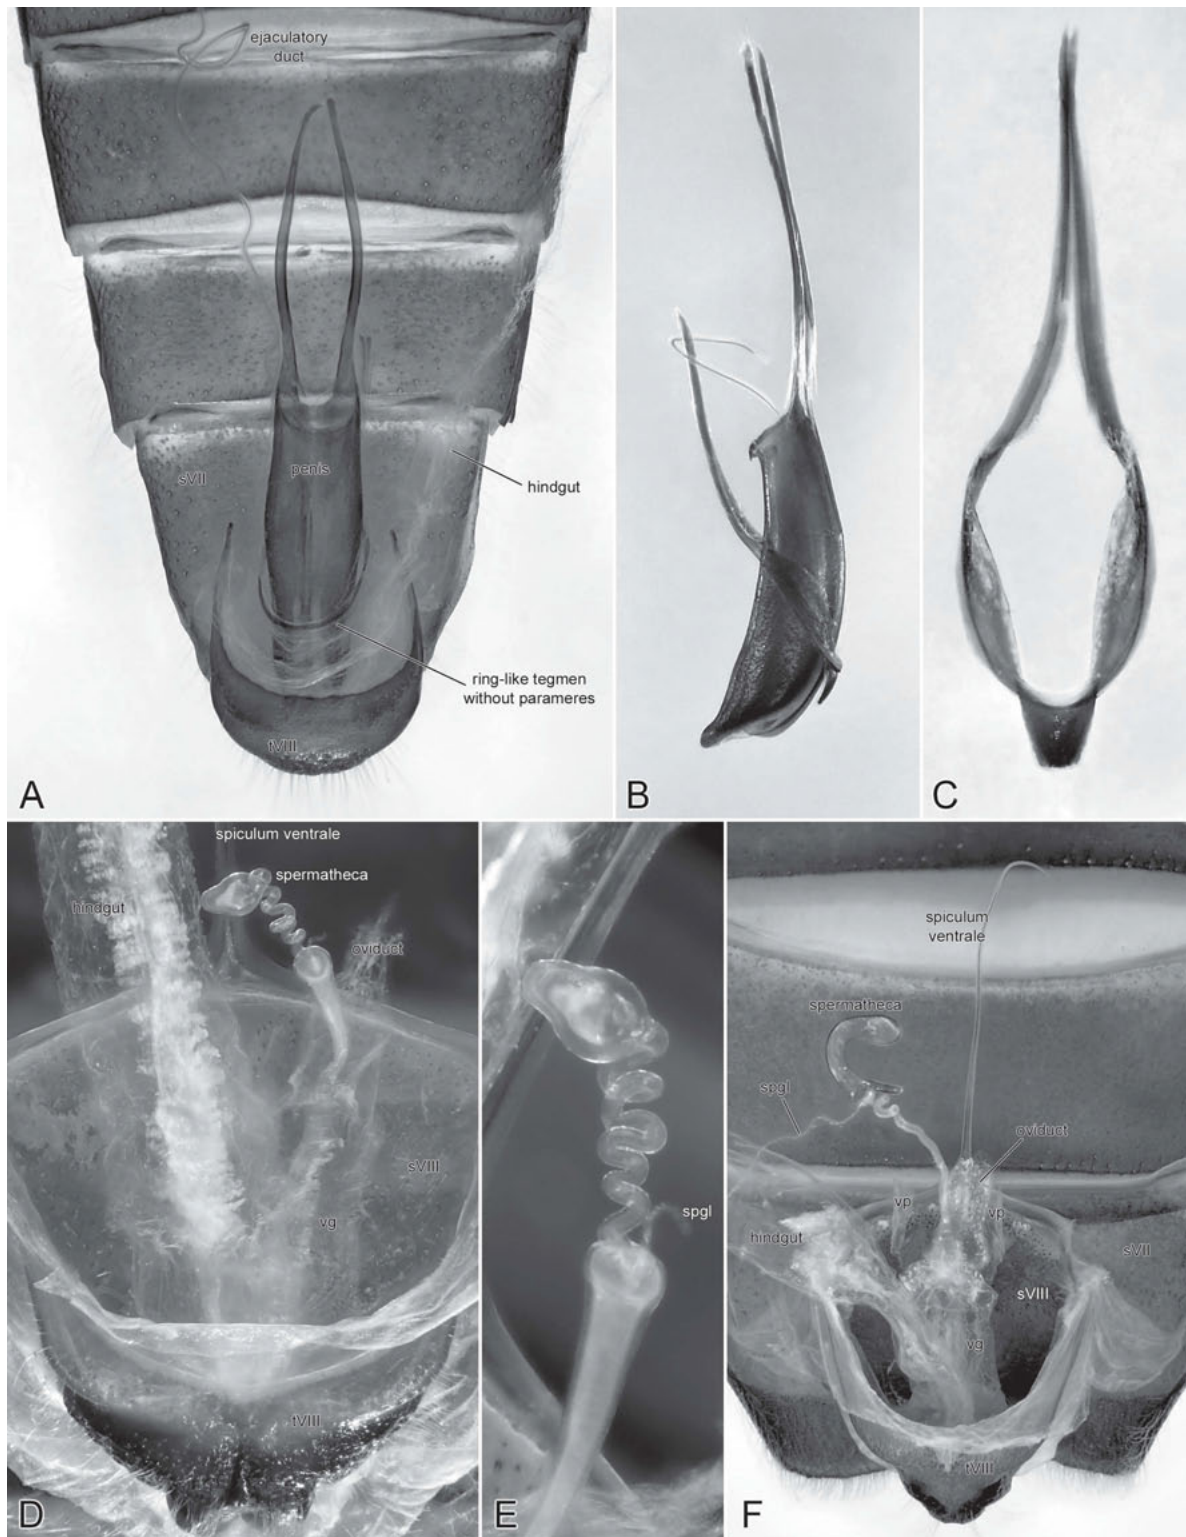 ejaculatory
duct
penis
sVII
hindgut
ring-like tegmen
without parameres
tVIII
A
B
C
spiculum ventrale
spermatheca
hindgut
oviduct
sVIII
vg
tVIII
D
spgl
E
spiculum
ventrale
spermatheca
spgl
oviduct
vp
vp
hindgut
sVII
sVIII
vg
tVIII
F